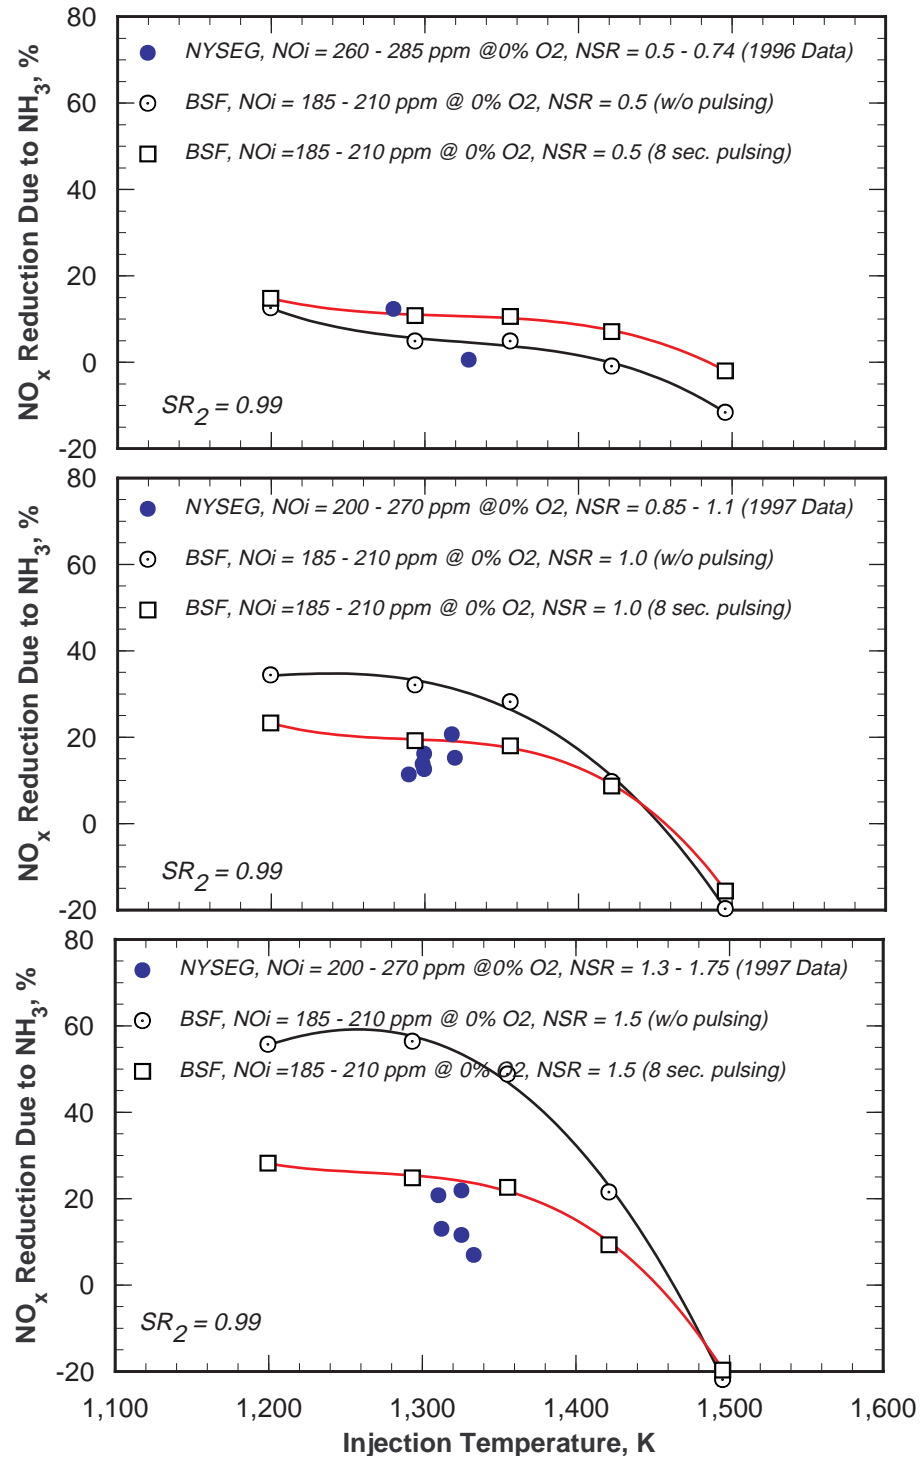 80
60
40
20
0
-20
NOx Reduction Due to NH3, %
NYSEG, NOi = 260 - 285 ppm @0% O2, NSR = 0.5 - 0.74 (1996 Data)
BSF, NOi = 185 - 210 ppm @ 0% O2, NSR = 0.5 (w/o pulsing)
BSF, NOi =185 - 210 ppm @ 0% O2, NSR = 0.5 (8 sec. pulsing)
SR2 = 0.99
80
60
40
20
0
-20
NOx Reduction Due to NH3, %
NYSEG, NOi = 200 - 270 ppm @0% O2, NSR = 0.85 - 1.1 (1997 Data)
BSF, NOi = 185 - 210 ppm @ 0% O2, NSR = 1.0 (w/o pulsing)
BSF, NOi =185 - 210 ppm @ 0% O2, NSR = 1.0 (8 sec. pulsing)
SR2 = 0.99
80
60
40
20
0
-20
NOx Reduction Due to NH3, %
NYSEG, NOi = 200 - 270 ppm @0% O2, NSR = 1.3 - 1.75 (1997 Data)
BSF, NOi = 185 - 210 ppm @ 0% O2, NSR = 1.5 (w/o pulsing)
BSF, NOi =185 - 210 ppm @ 0% O2, NSR = 1.5 (8 sec. pulsing)
SR2 = 0.99
1,100 1,200 1,300 1,400 1,500 1,600
Injection Temperature, K